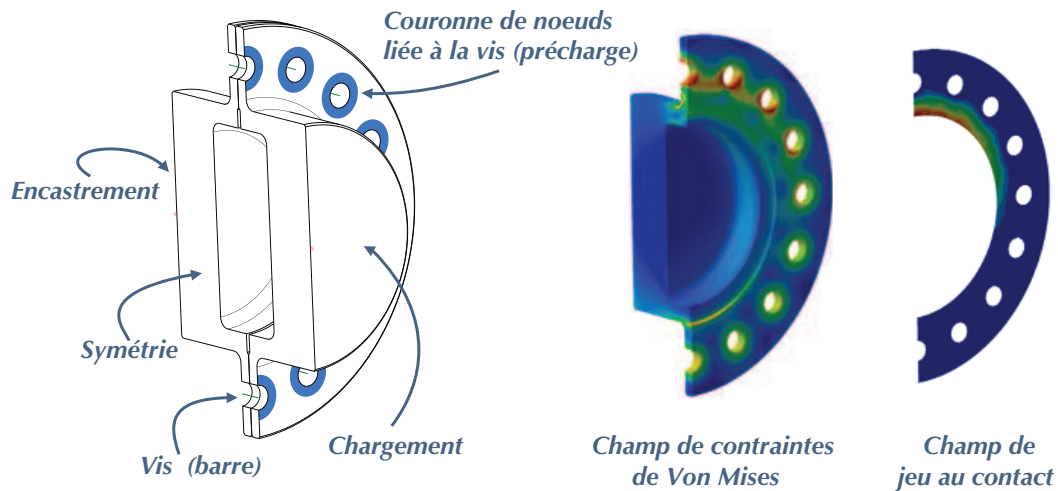 Couronne de noeuds
liée à la vis (précharge)
Encastrement
Symétrie
Vis (barre)
Chargement
Champ de contraintes
de Von Mises
Champ de
jeu au contact